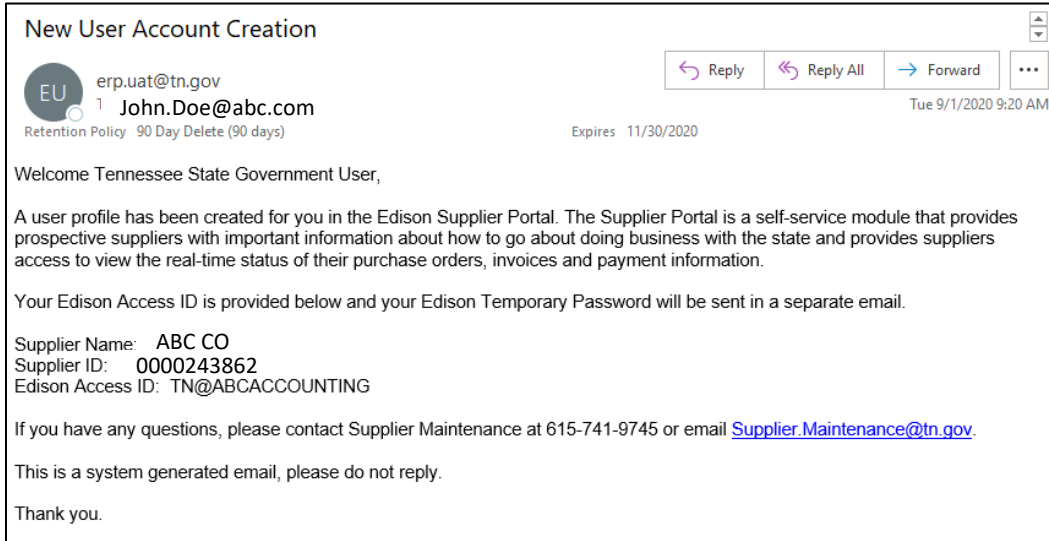 New User Account Creation
EU
erp.uat@tn.gov
Reply
Reply All
Forward
John.Doe@abc.com
Tue 9/1/2020 9:20 AM
Retention Policy 90 Day Delete (90 days)
Expires 11/30/2020
Welcome Tennessee State Government User,
A user profile has been created for you in the Edison Supplier Portal. The Supplier Portal is a self-service module that provides
prospective suppliers with important information about how to go about doing business with the state and provides suppliers
access to view the real-time status of their purchase orders, invoices and payment information.
Your Edison Access ID is provided below and your Edison Temporary Password will be sent in a separate email.
Supplier Name: ABC CO
Supplier ID: 0000243862
Edison Access ID: TN@ABCACCOUNTING
If you have any questions, please contact Supplier Maintenance at 615-741-9745 or email Supplier.Maintenance@tn.gov.
This is a system generated email, please do not reply.
Thank you.